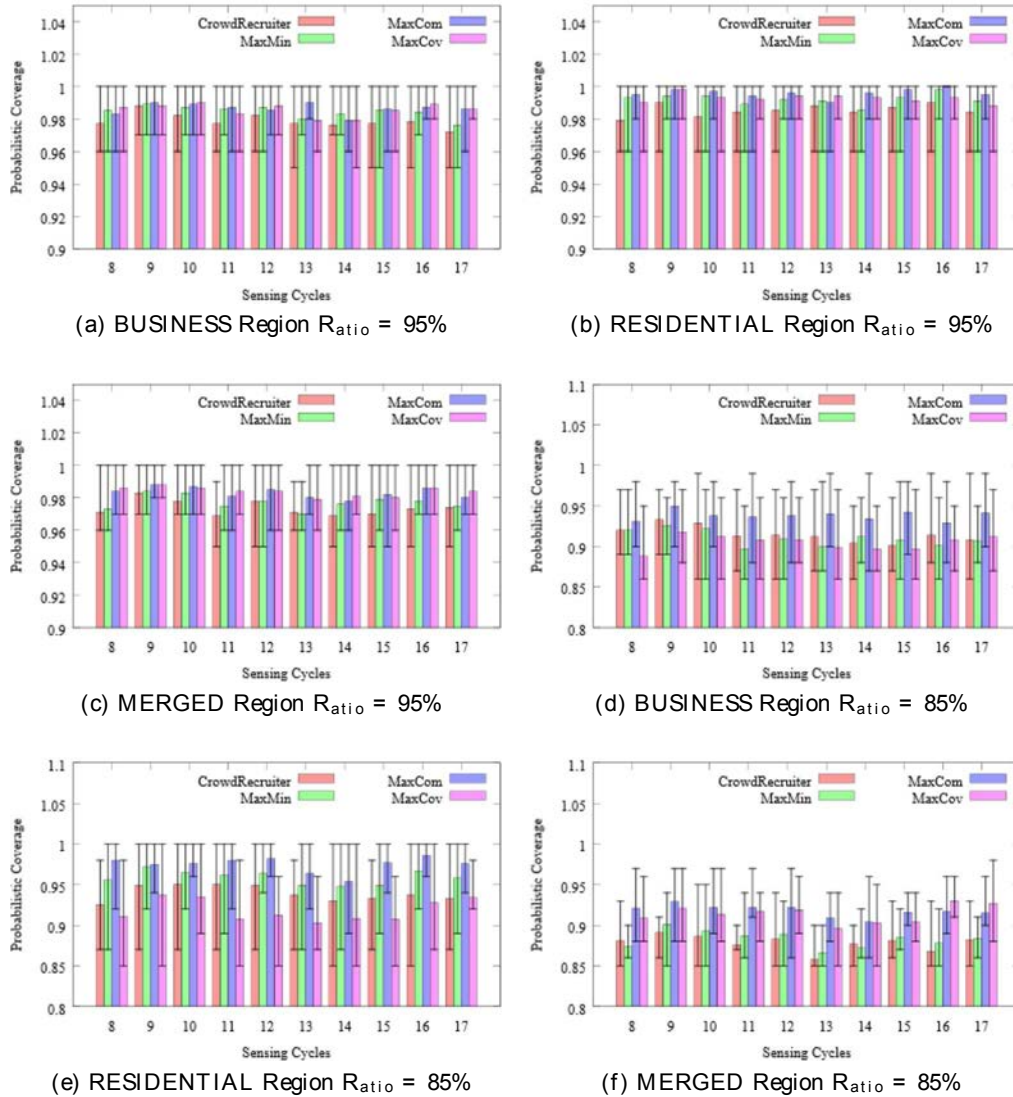 CrowdRecruiter MaxCom
MaxMin MaxCov
Probabilistic Coverage
1.04
1.02
1
0.98
0.96
0.94
0.92
0.9
8 9 10 11 12 13 14 15 16 17
Sensing Cycles
(a) BUSINESS Region Ratio = 95%
CrowdRecruiter MaxCom
MaxMin MaxCov
Probabilistic Coverage
1.04
1.02
1
0.98
0.96
0.94
0.92
0.9
8 9 10 11 12 13 14 15 16 17
Sensing Cycles
(b) RESIDENTIAL Region Ratio = 95%
CrowdRecruiter MaxCom
MaxMin MaxCov
Probabilistic Coverage
1.04
1.02
1
0.98
0.96
0.94
0.92
0.9
8 9 10 11 12 13 14 15 16 17
Sensing Cycles
(c) MERGED Region Ratio = 95%
CrowdRecruiter MaxCom
MaxMin MaxCov
Probabilistic Coverage
1.1
1.05
1
0.95
0.9
0.85
0.8
8 9 10 11 12 13 14 15 16 17
Sensing Cycles
(d) BUSINESS Region Ratio = 85%
CrowdRecruiter MaxCom
MaxMin MaxCov
Probabilistic Coverage
1.1
1.05
1
0.95
0.9
0.85
0.8
8 9 10 11 12 13 14 15 16 17
Sensing Cycles
(e) RESIDENTIAL Region Ratio = 85%
CrowdRecruiter MaxCom
MaxMin MaxCov
Probabilistic Coverage
1.1
1.05
1
0.95
0.9
0.85
0.8
8 9 10 11 12 13 14 15 16 17
Sensing Cycles
(f) MERGED Region Ratio = 85%